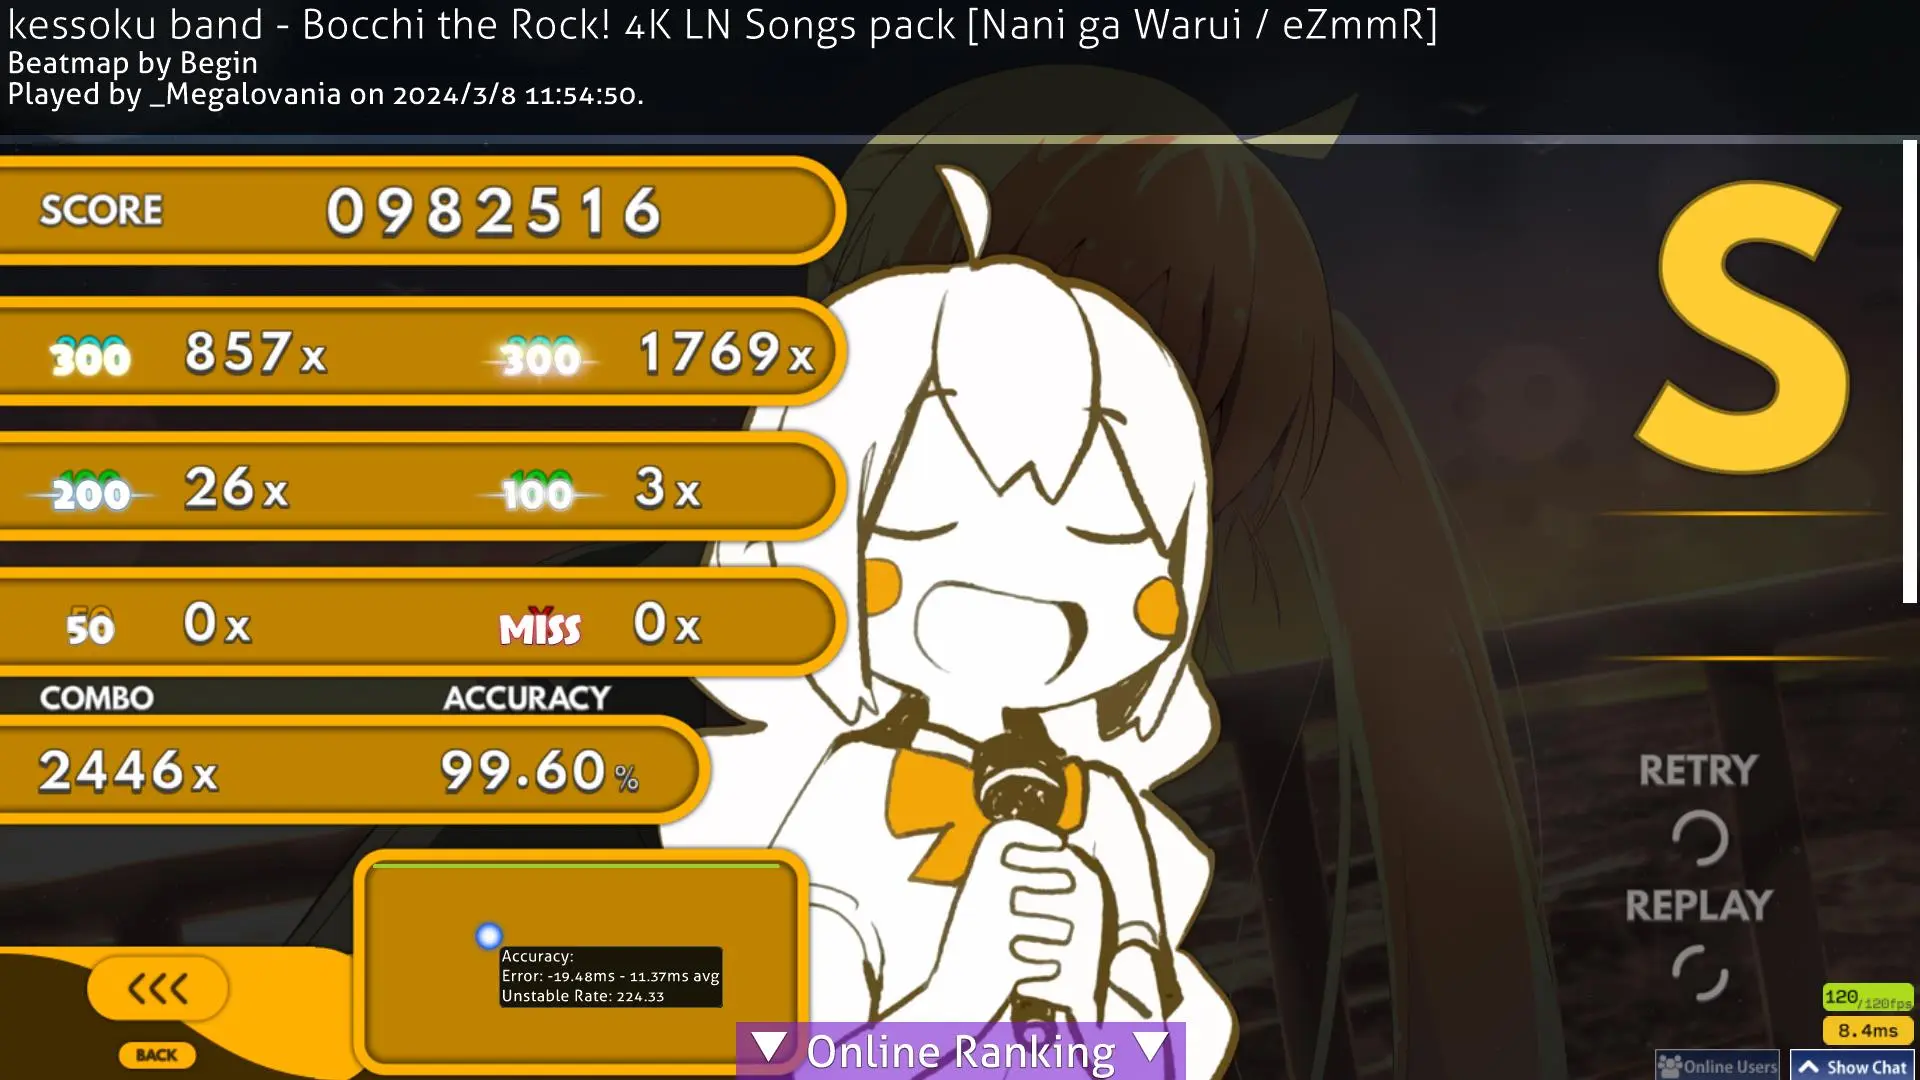 kessoku band - Bocchi the Rock! 4K LN Songs pack [Nani ga Warui / eZmmR]
Beatmap by Begin
Played by _Megalovania on 2024/3/8 11:54:50.
SCORE 0982516
300 857x 300 1769x
200 26x 100 3x
50 0x MISS 0x
COMBO ACCURACY
2446x 99.60%
S
RETRY
REPLAY
Accuracy:
Error: -19.48ms - 11.37ms avg
Unstable Rate: 224.33
<<< 
BACK
Online Ranking
120/120fps
8.4ms
Online Users
Show Chat